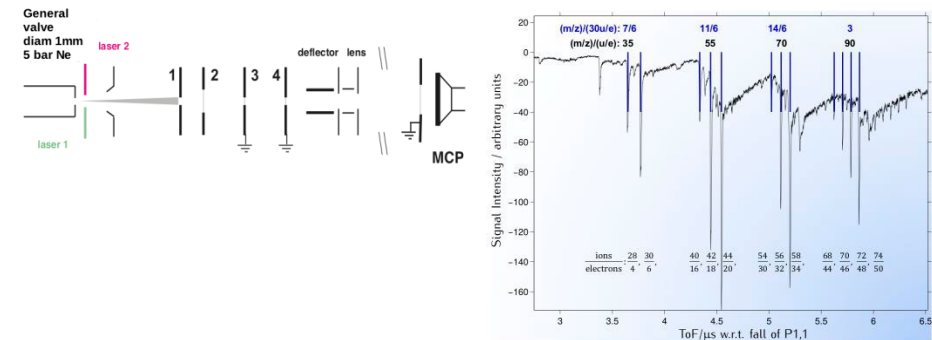 General
valve
diam 1mm
5 bar Ne
laser 2
laser 1
1 2 3 4
deflector lens
MCP
(m/z)/(30u/e): 7/6 11/6 14/6 3
(m/z)/(u/e): 35 55 70 90
Signal Intensity / arbitrary units
20
0
−20
−40
−60
−80
−100
−120
−140
−160
ions/electrons: 28/4, 30/6, 40/16, 42/18, 44/20, 54/30, 56/32, 58/34, 68/44, 70/46, 72/48, 74/50
3 3.5 4 4.5 5 5.5 6 6.5
ToF/µs w.r.t. fall of P1,1